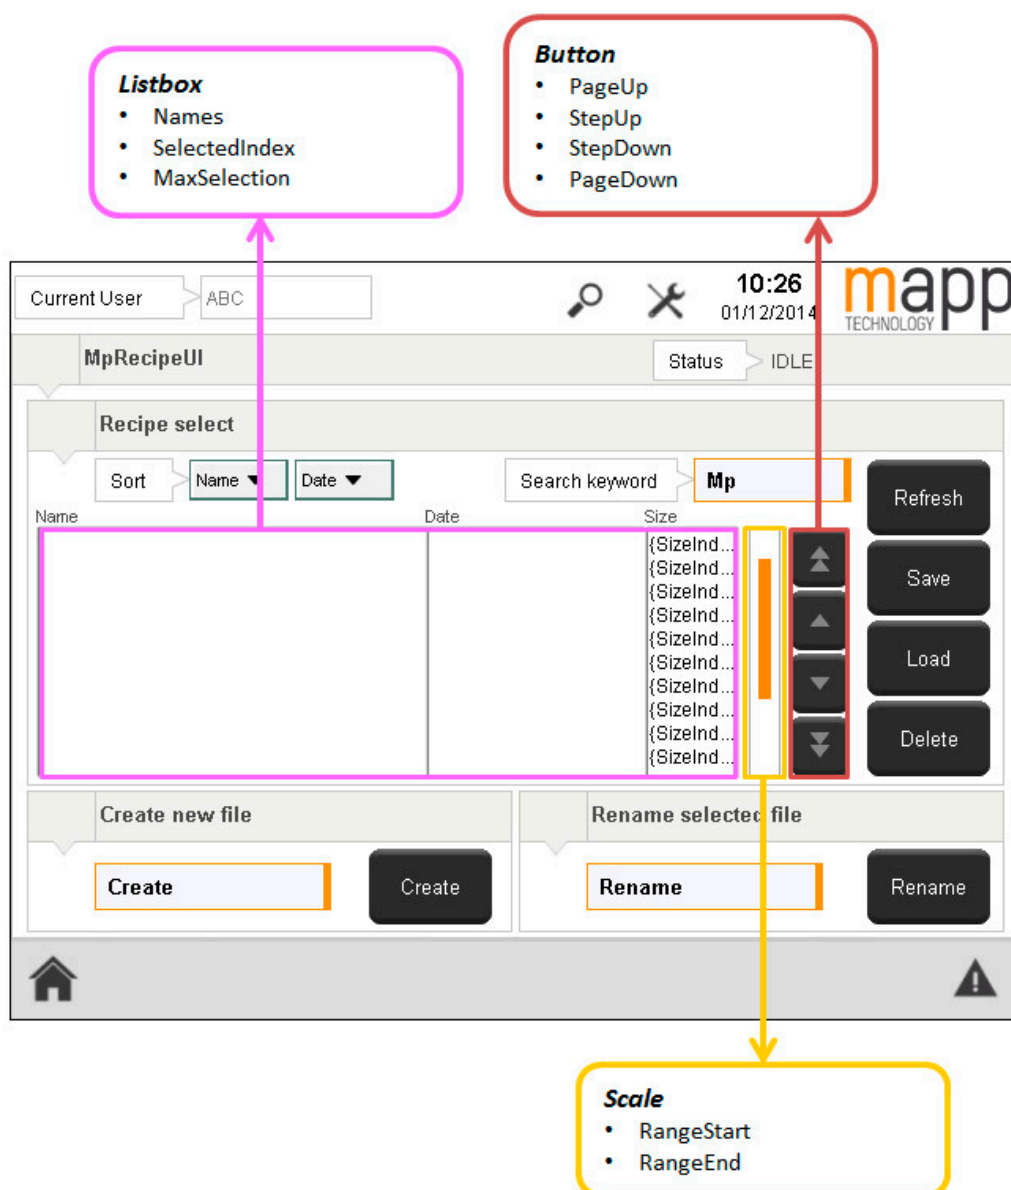 Listbox
• Names
• SelectedIndex
• MaxSelection
Button
• PageUp
• StepUp
• StepDown
• PageDown
Current User ABC
10:26
01/12/2014
mapp
TECHNOLOGY
MpRecipeUI
Status IDLE
Recipe select
Sort Name ▼ Date ▼ Search keyword Mp
Refresh
Name Date Size
{SizeInd...
{SizeInd...
{SizeInd...
{SizeInd...
{SizeInd...
{SizeInd...
{SizeInd...
{SizeInd...
{SizeInd...
{SizeInd...
Save
Load
Delete
Create new file
Create Create
Rename selected file
Rename Rename
Scale
• RangeStart
• RangeEnd